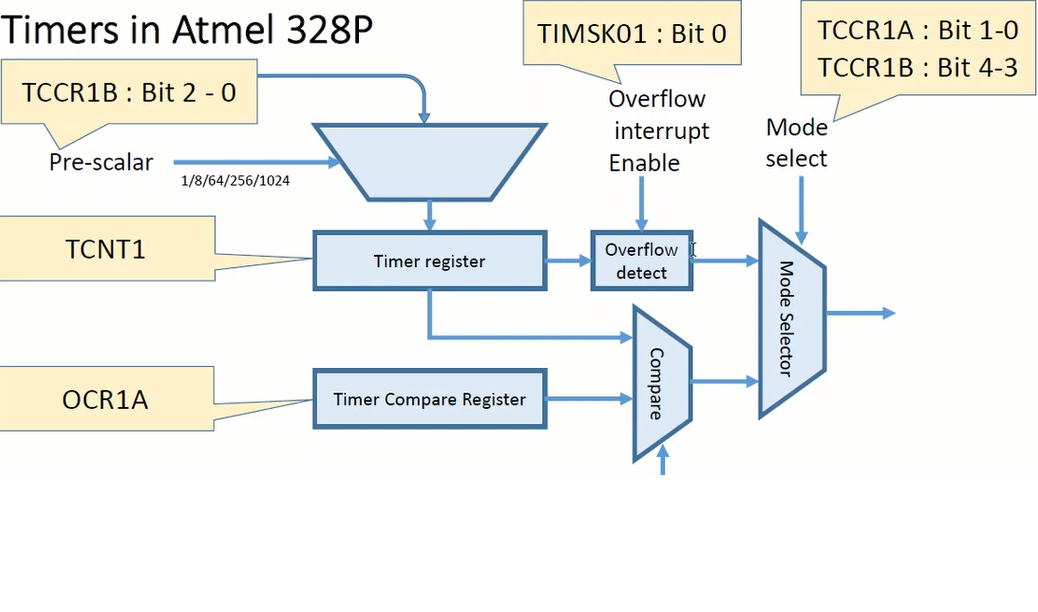 Timers in Atmel 328P
TIMSK01 : Bit 0
TCCR1A : Bit 1-0
TCCR1B : Bit 4-3
TCCR1B : Bit 2 - 0
Overflow
interrupt
Enable
Mode
select
Pre-scalar
1/8/64/256/1024
TCNT1
Timer register
Overflow
detect
Mode Selector
OCR1A
Timer Compare Register
Compare